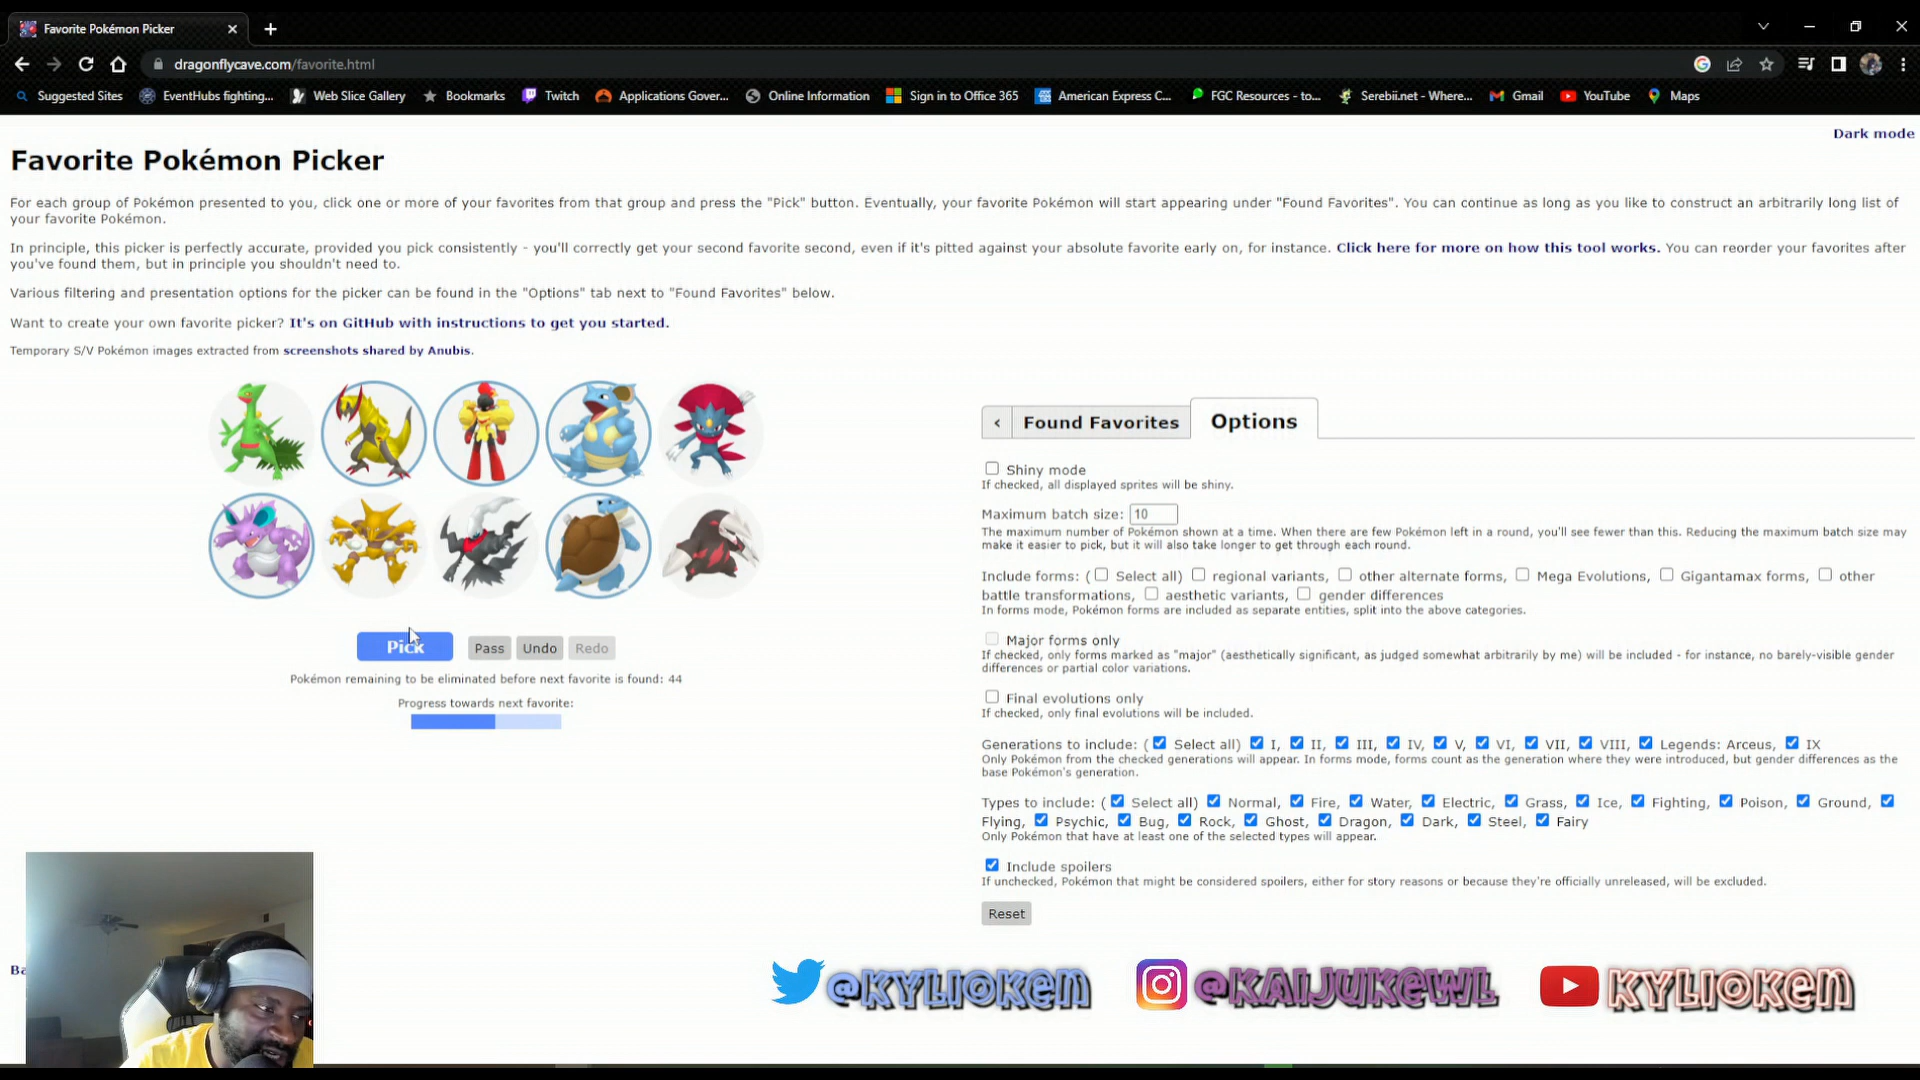 Favorite Pokémon Picker
dragonflycave.com/favorite.html
Suggested Sites EventHubs fighting... Web Slice Gallery Bookmarks Twitch Applications Gover... Online Information Sign in to Office 365 American Express C... FGC Resources - to... Serebii.net - Where... Gmail YouTube Maps
Dark mode
Favorite Pokémon Picker
For each group of Pokémon presented to you, click one or more of your favorites from that group and press the "Pick" button. Eventually, your favorite Pokémon will start appearing under "Found Favorites". You can continue as long as you like to construct an arbitrarily long list of
your favorite Pokémon.
In principle, this picker is perfectly accurate, provided you pick consistently - you'll correctly get your second favorite second, even if it's pitted against your absolute favorite early on, for instance. Click here for more on how this tool works. You can reorder your favorites after
you've found them, but in principle you shouldn't need to.
Various filtering and presentation options for the picker can be found in the "Options" tab next to "Found Favorites" below.
Want to create your own favorite picker? It's on GitHub with instructions to get you started.
Temporary S/V Pokémon images extracted from screenshots shared by Anubis.
‹ Found Favorites Options
Shiny mode
If checked, all displayed sprites will be shiny.
Maximum batch size: 10
The maximum number of Pokémon shown at a time. When there are few Pokémon left in a round, you'll see fewer than this. Reducing the maximum batch size may
make it easier to pick, but it will also take longer to get through each round.
Include forms: ( Select all) regional variants, other alternate forms, Mega Evolutions, Gigantamax forms, other
battle transformations, aesthetic variants, gender differences
In forms mode, Pokémon forms are included as separate entities, split into the above categories.
Major forms only
If checked, only forms marked as "major" (aesthetically significant, as judged somewhat arbitrarily by me) will be included - for instance, no barely-visible gender
differences or partial color variations.
Final evolutions only
If checked, only final evolutions will be included.
Generations to include: ( Select all) I, II, III, IV, V, VI, VII, VIII, Legends: Arceus, IX
Only Pokémon from the checked generations will appear. In forms mode, forms count as the generation where they were introduced, but gender differences as the
base Pokémon's generation.
Types to include: ( Select all) Normal, Fire, Water, Electric, Grass, Ice, Fighting, Poison, Ground,
Flying, Psychic, Bug, Rock, Ghost, Dragon, Dark, Steel, Fairy
Only Pokémon that have at least one of the selected types will appear.
Include spoilers
If unchecked, Pokémon that might be considered spoilers, either for story reasons or because they're officially unreleased, will be excluded.
Reset
Pick Pass Undo Redo
Pokémon remaining to be eliminated before next favorite is found: 44
Progress towards next favorite:
Ba
@KYLIOKEN @KAIJUKEWL KYLIOKEN